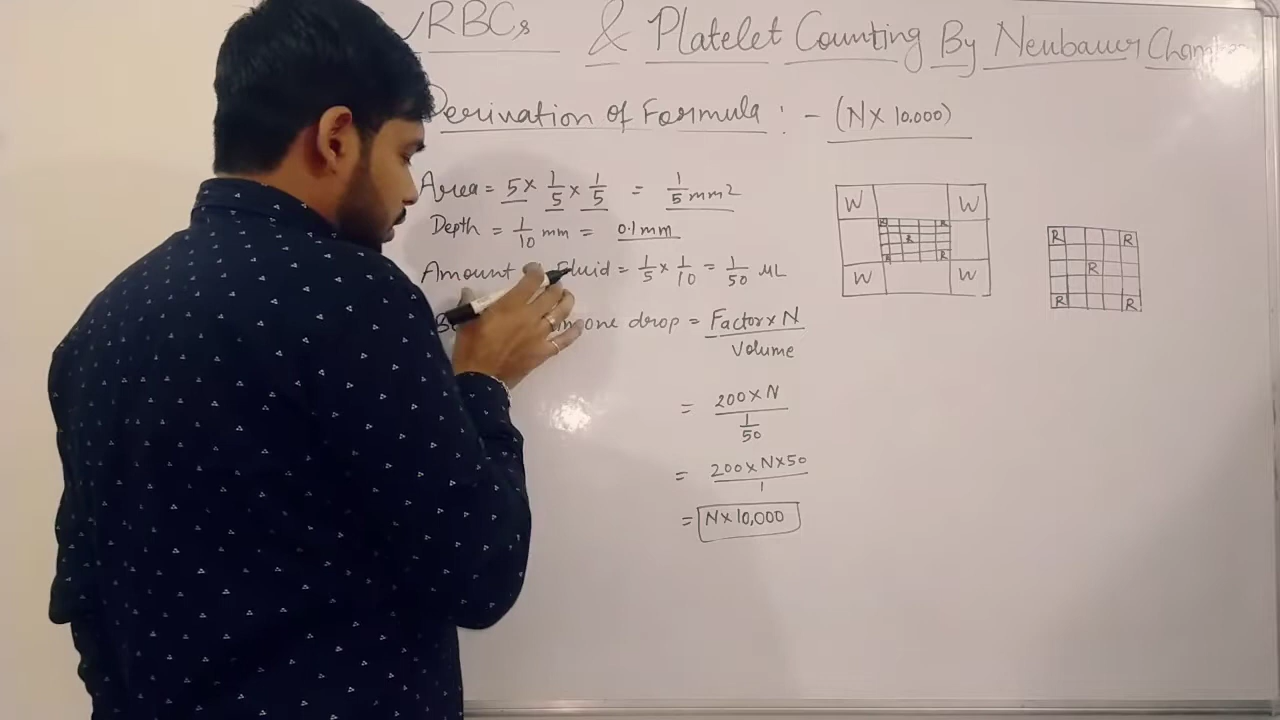 RBCs & Platelet Counting By Neubauer Cham
Derivation of Formula :- (N X 10,000)
Area = 5 x 1/5 x 1/5 = 1/5 mm2
Depth = 1/10 mm = 0.1 mm
Amount Fluid = 1/5 x 1/10 = 1/50 ML
one drop = Factor x N / Volume
= 200 x N / 1/50
= 200 x N x 50 / 1
= N x 10,000
W W
R R
R
R R
W W
R R
R
R R